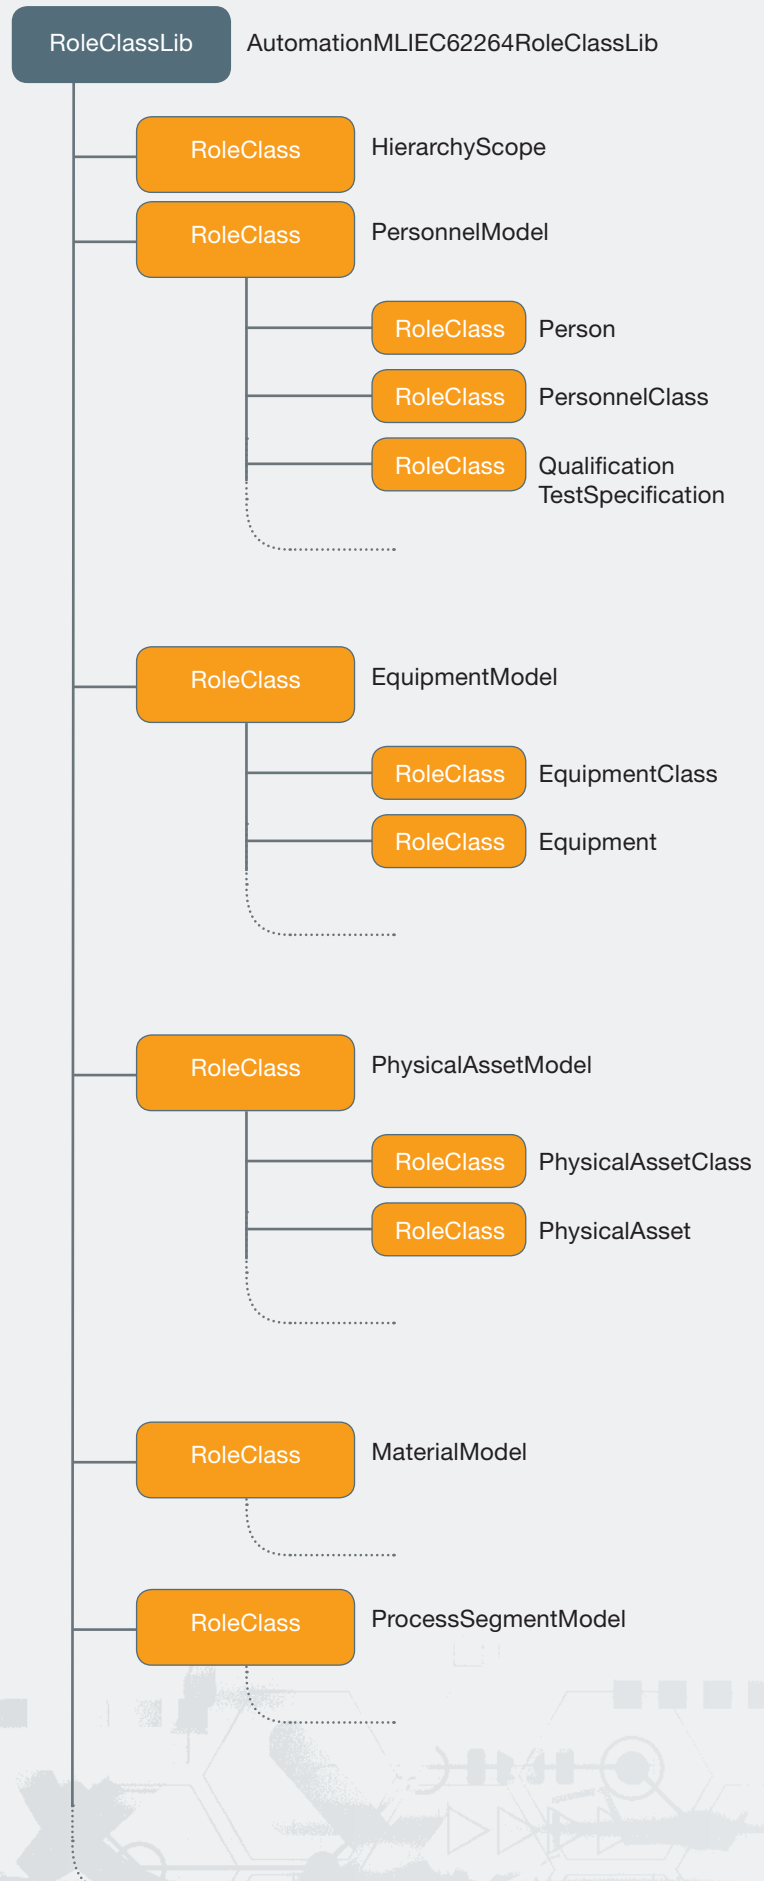 RoleClassLib AutomationMLIEC62264RoleClassLib
RoleClass HierarchyScope
RoleClass PersonnelModel
RoleClass Person
RoleClass PersonnelClass
RoleClass Qualification
TestSpecification
RoleClass EquipmentModel
RoleClass EquipmentClass
RoleClass Equipment
RoleClass PhysicalAssetModel
RoleClass PhysicalAssetClass
RoleClass PhysicalAsset
RoleClass MaterialModel
RoleClass ProcessSegmentModel